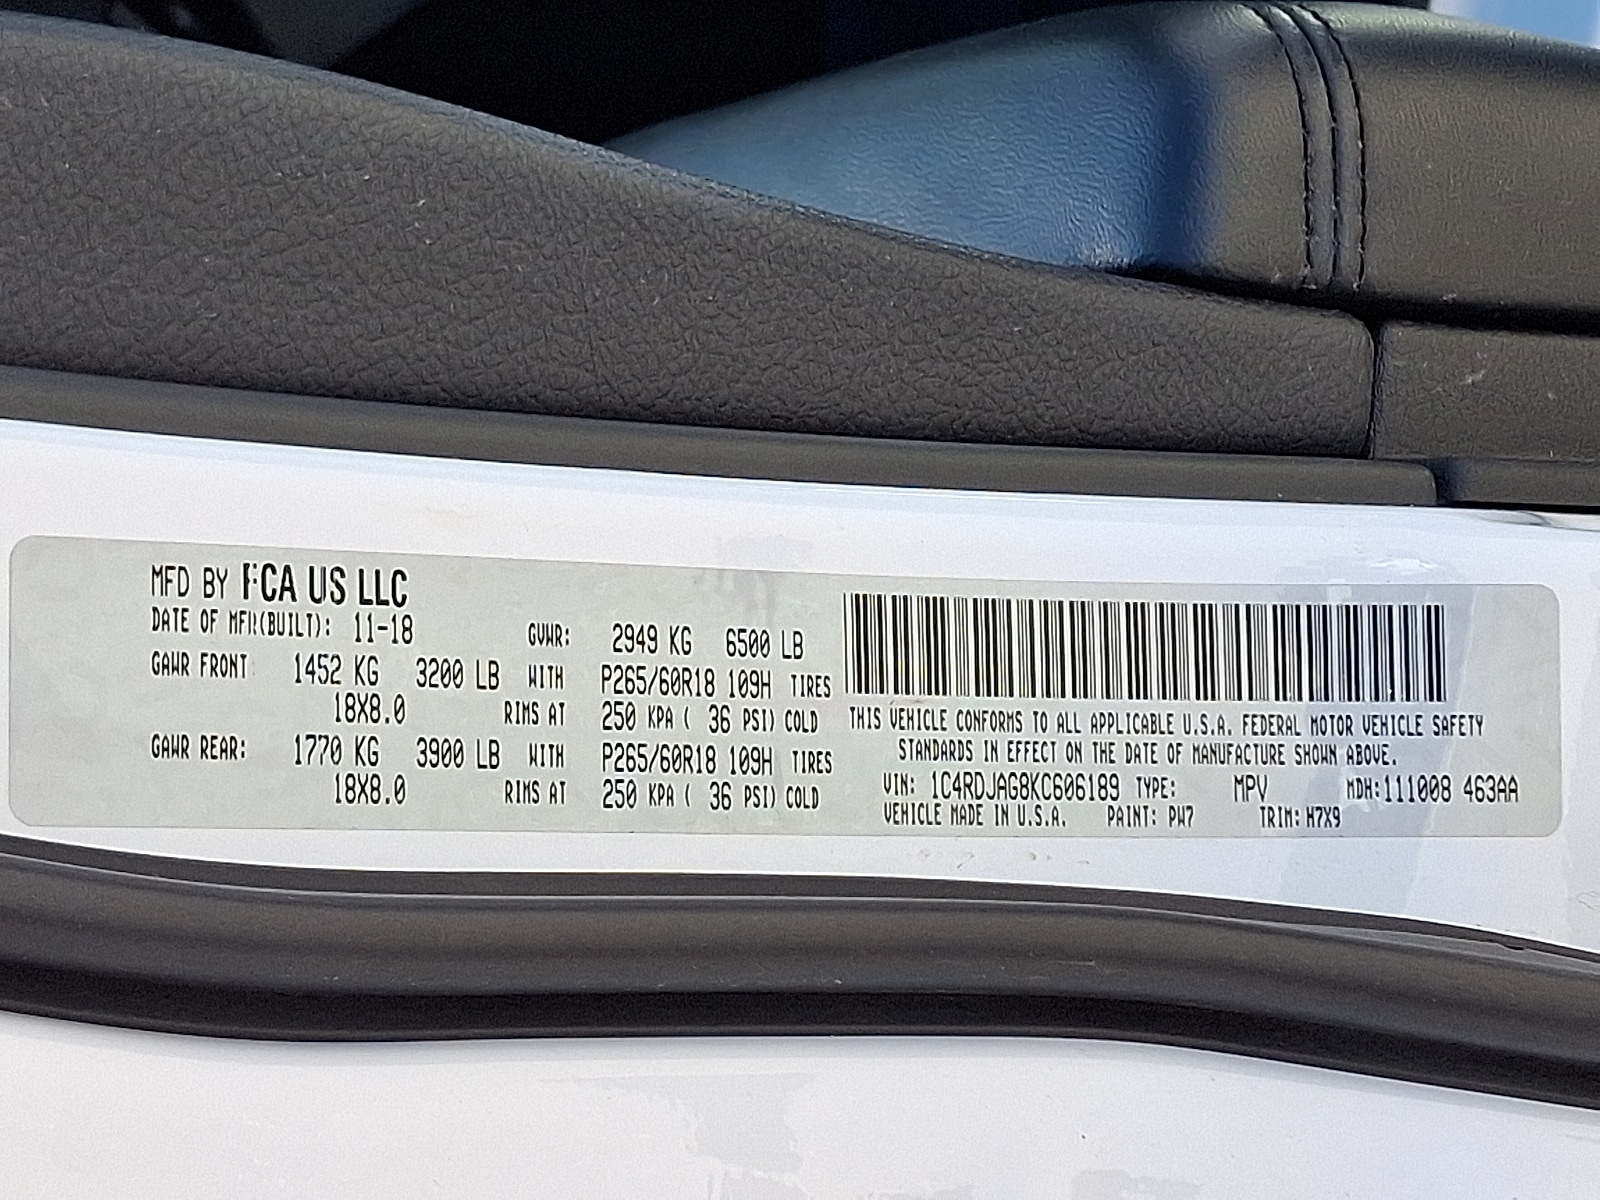 MFD BY FCA US LLC
DATE OF MFR(BUILT): 11-18 GVWR: 2949 KG 6500 LB
GAWR FRONT 1452 KG 3200 LB WITH P265/60R18 109H TIRES
18X8.0 RIMS AT 250 KPA ( 36 PSI) COLD
GAWR REAR: 1770 KG 3900 LB WITH P265/60R18 109H TIRES
18X8.0 RIMS AT 250 KPA ( 36 PSI) COLD
THIS VEHICLE CONFORMS TO ALL APPLICABLE U.S.A. FEDERAL MOTOR VEHICLE SAFETY
STANDARDS IN EFFECT ON THE DATE OF MANUFACTURE SHOWN ABOVE.
VIN: 1C4RDJAG8KC606189 TYPE: MPV MDH:111008 463AA
VEHICLE MADE IN U.S.A. PAINT: PW7 TRIM: H7X9